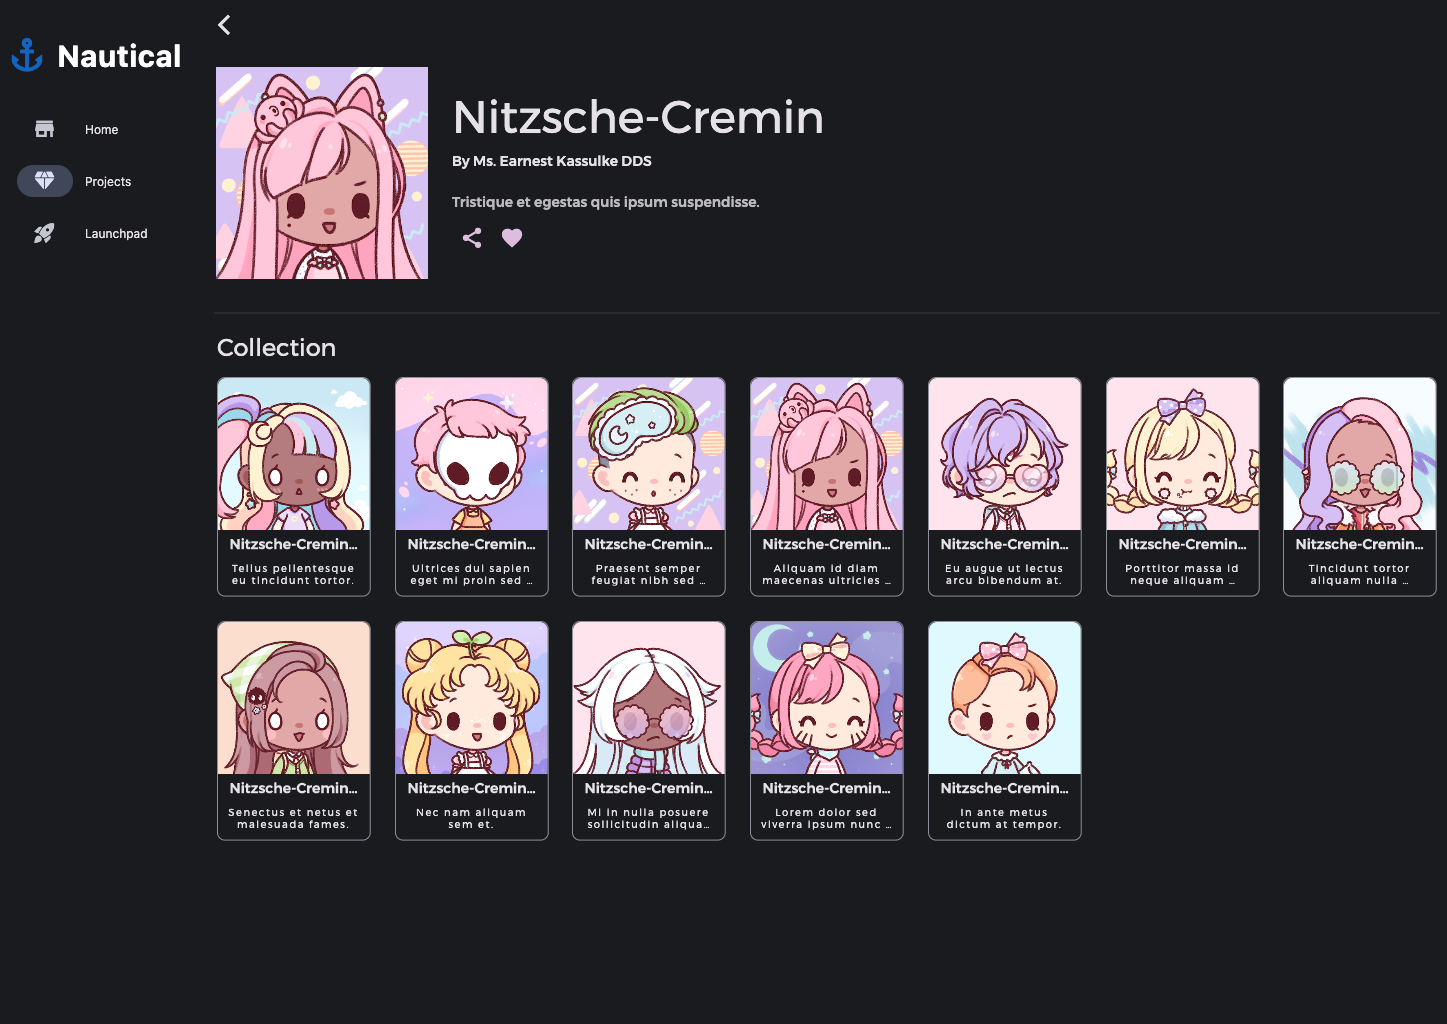 Nautical
Home
Projects
Launchpad
Nitzsche-Cremin
By Ms. Earnest Kassulke DDS
Tristique et egestas quis ipsum suspendisse.
Collection
Nitzsche-Cremin...
Tellus pellentesque
eu tincidunt tortor.
Nitzsche-Cremin...
Ultrices dui sapien
eget mi proin sed ...
Nitzsche-Cremin...
Praesent semper
feugiat nibh sed ...
Nitzsche-Cremin...
Aliquam id diam
maecenas ultricies ...
Nitzsche-Cremin...
Eu augue ut lectus
arcu bibendum at.
Nitzsche-Cremin...
Porttitor massa id
neque aliquam ...
Nitzsche-Cremin...
Tincidunt tortor
aliquam nulla ...
Nitzsche-Cremin...
Senectus et netus et
malesuada fames.
Nitzsche-Cremin...
Nec nam aliquam
sem et.
Nitzsche-Cremin...
Mi in nulla posuere
sollicitudin aliqua...
Nitzsche-Cremin...
Lorem dolor sed
viverra ipsum nunc ...
Nitzsche-Cremin...
In ante metus
dictum at tempor.